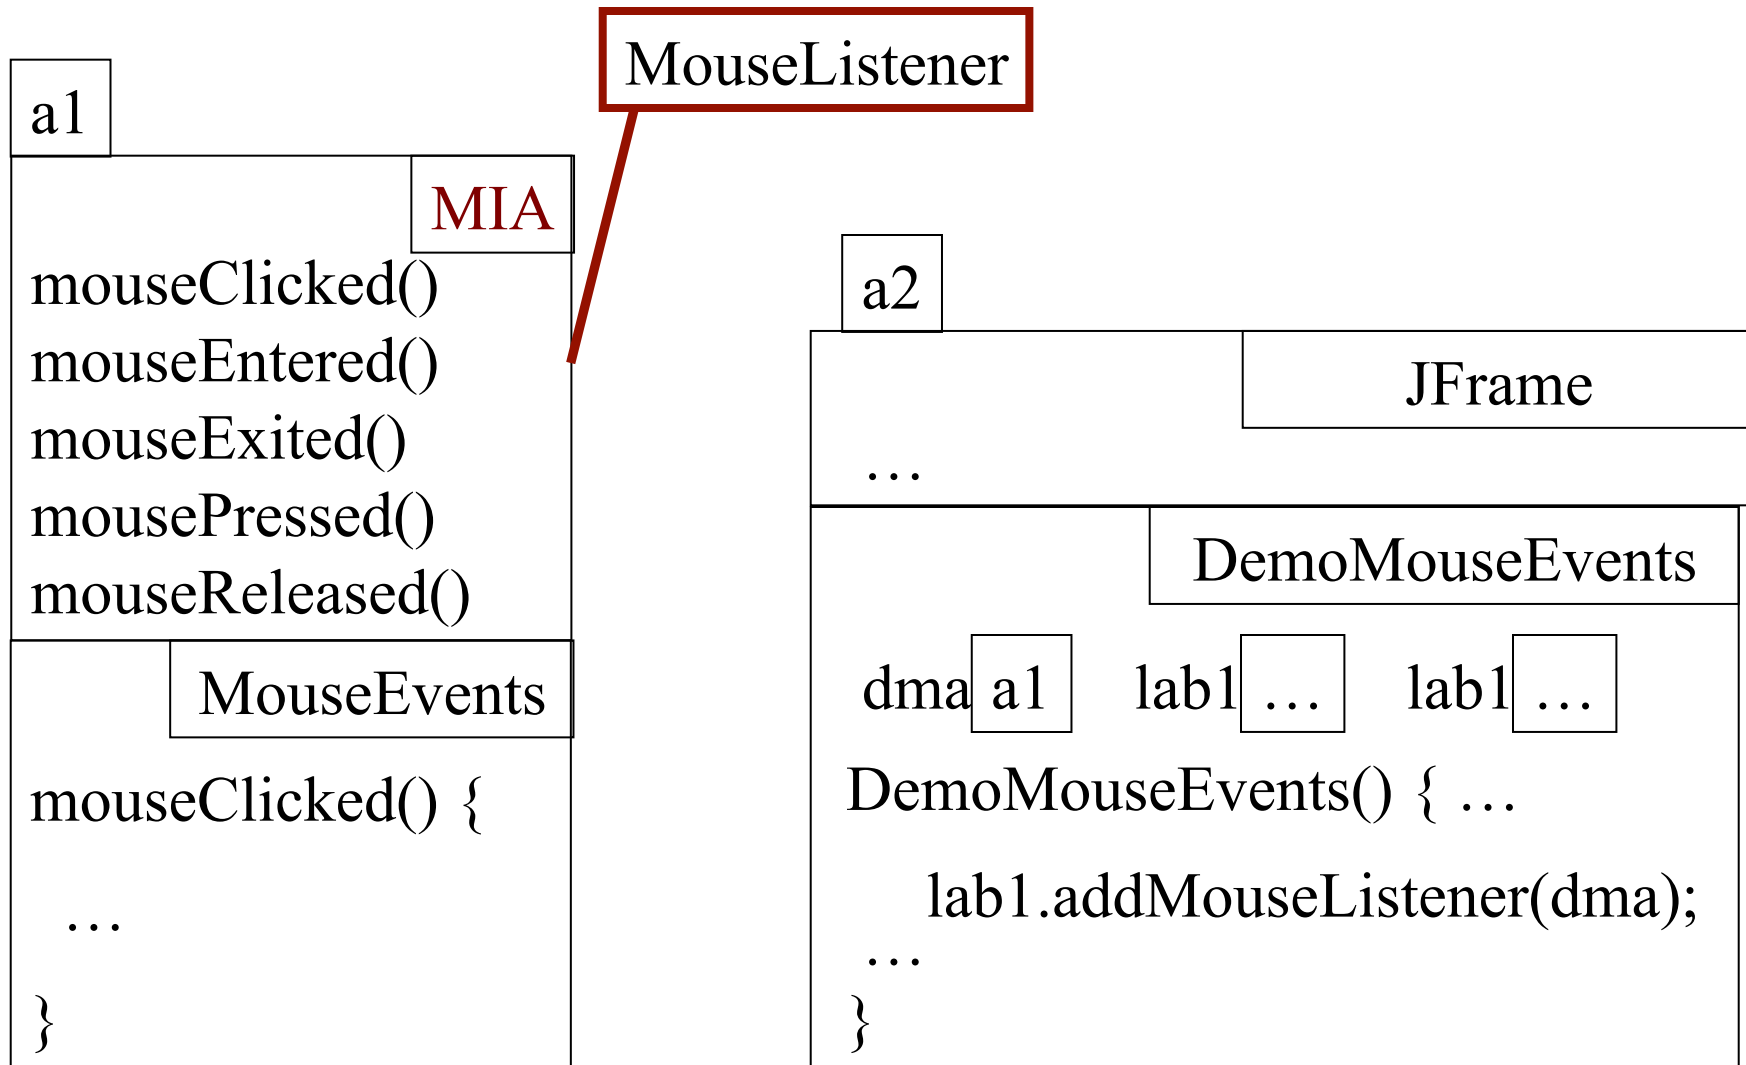 MouseListener
a1
MIA
mouseClicked()
mouseEntered()
mouseExited()
mousePressed()
mouseReleased()
MouseEvents
mouseClicked() {
…
}
a2
JFrame
…
DemoMouseEvents
dma a1 lab1 … lab1 …
DemoMouseEvents() { …
lab1.addMouseListener(dma);
…
}